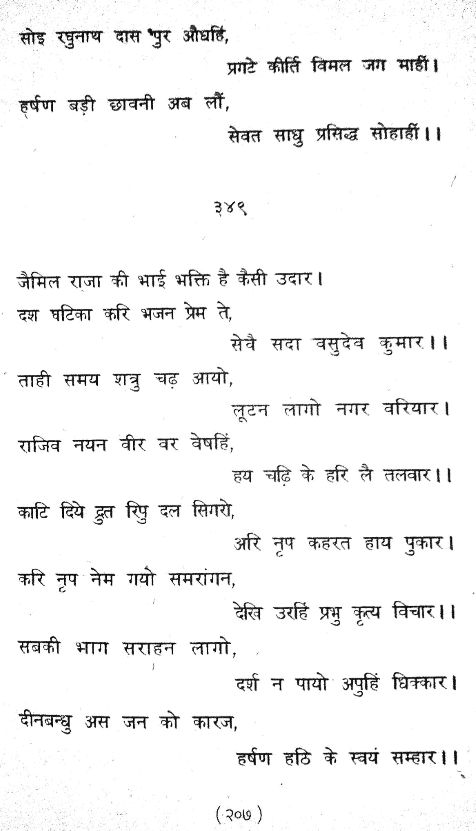 सोइ रघुनाथ दास पुर औधहिं,
प्रगटे कीर्ति विमल जग माहीं।
हर्षण बड़ी छावनी अब लौं,
सेवत साधु प्रसिद्ध सोहाहीं।।
३४९
जैमिल राजा की भाई भक्ति है कैसी उदार।
दश घटिका करि भजन प्रेम ते,
सेवै सदा वसुदेव कुमार।।
ताही समय शत्रु चढ़ आयो,
लूटन लागो नगर वरियार।
राजिव नयन वीर वर वेषहिं,
हय चढ़ि के हरि लै तलवार।।
काटि दिये द्रुत रिपु दल सिगरो,
अरि नृप कहरत हाय पुकार।
करि नृप नेम गयो समरांगन,
देखि उरहिं प्रभु कृत्य विचार।।
सबकी भाग सराहन लागो,
दर्श न पायो अपुहिं धिक्कार।
दीनबन्धु अस जन को कारज,
हर्षण हठि के स्वयं सम्हार।।
(२०७)